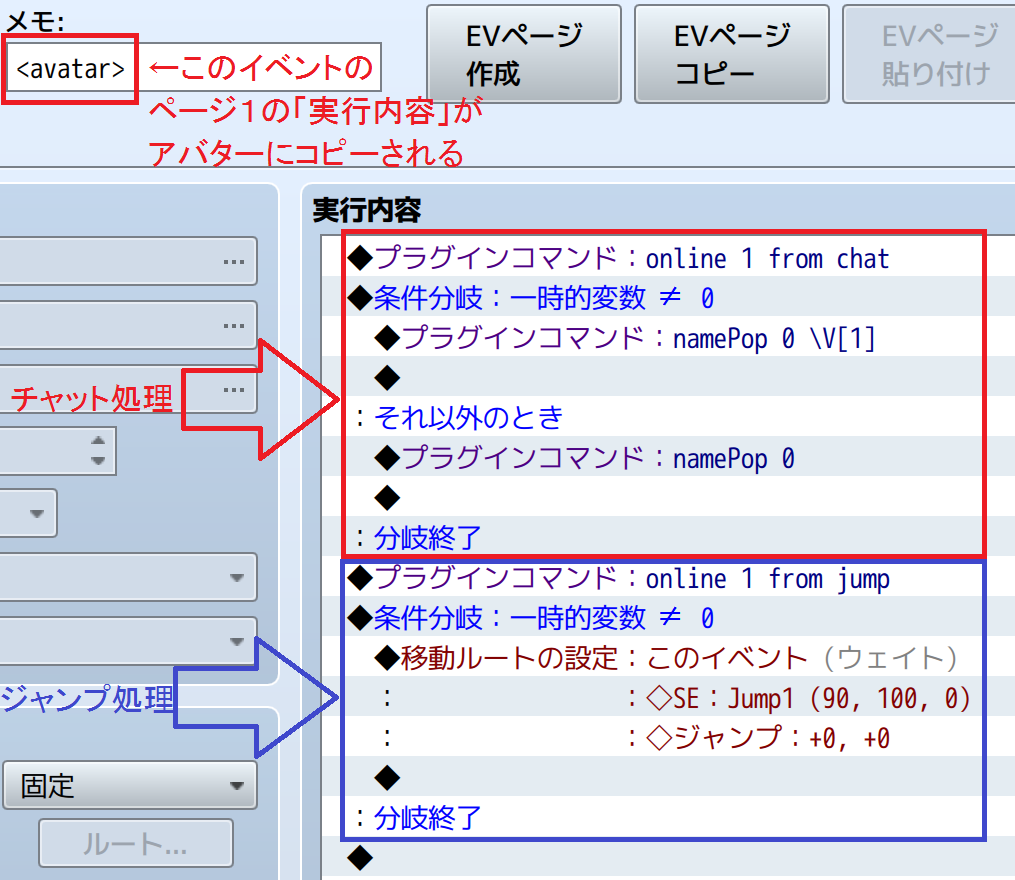 メモ:
<avatar>
←このイベントの
ページ１の「実行内容」が
アバターにコピーされる
EVページ
作成
EVページ
コピー
EVページ
貼り付け
...
...
...
チャット処理
ジャンプ処理
固定
ルート...
実行内容
◆プラグインコマンド：online 1 from chat
◆条件分岐：一時的変数 ≠ 0
◆プラグインコマンド：namePop 0 \V[1]
◆
：それ以外のとき
◆プラグインコマンド：namePop 0
◆
：分岐終了
◆プラグインコマンド：online 1 from jump
◆条件分岐：一時的変数 ≠ 0
◆移動ルートの設定：このイベント (ウェイト)
：　　　　　　　　：◇SE：Jump1 (90, 100, 0)
：　　　　　　　　：◇ジャンプ：+0, +0
◆
：分岐終了
◆